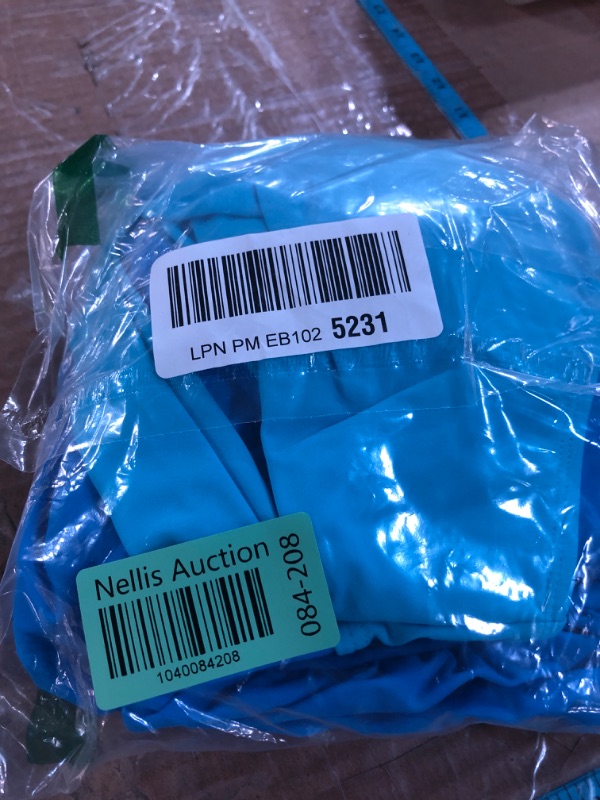 LPN PM EB102 5231
Nellis Auction
1040084208
084-208